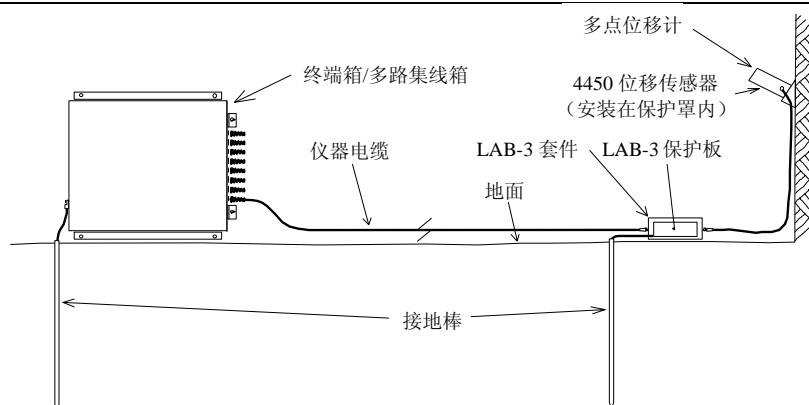 多点位移计
终端箱/多路集线箱
4450 位移传感器
（安装在保护罩内）
仪器电缆
LAB-3 套件
LAB-3 保护板
地面
接地棒